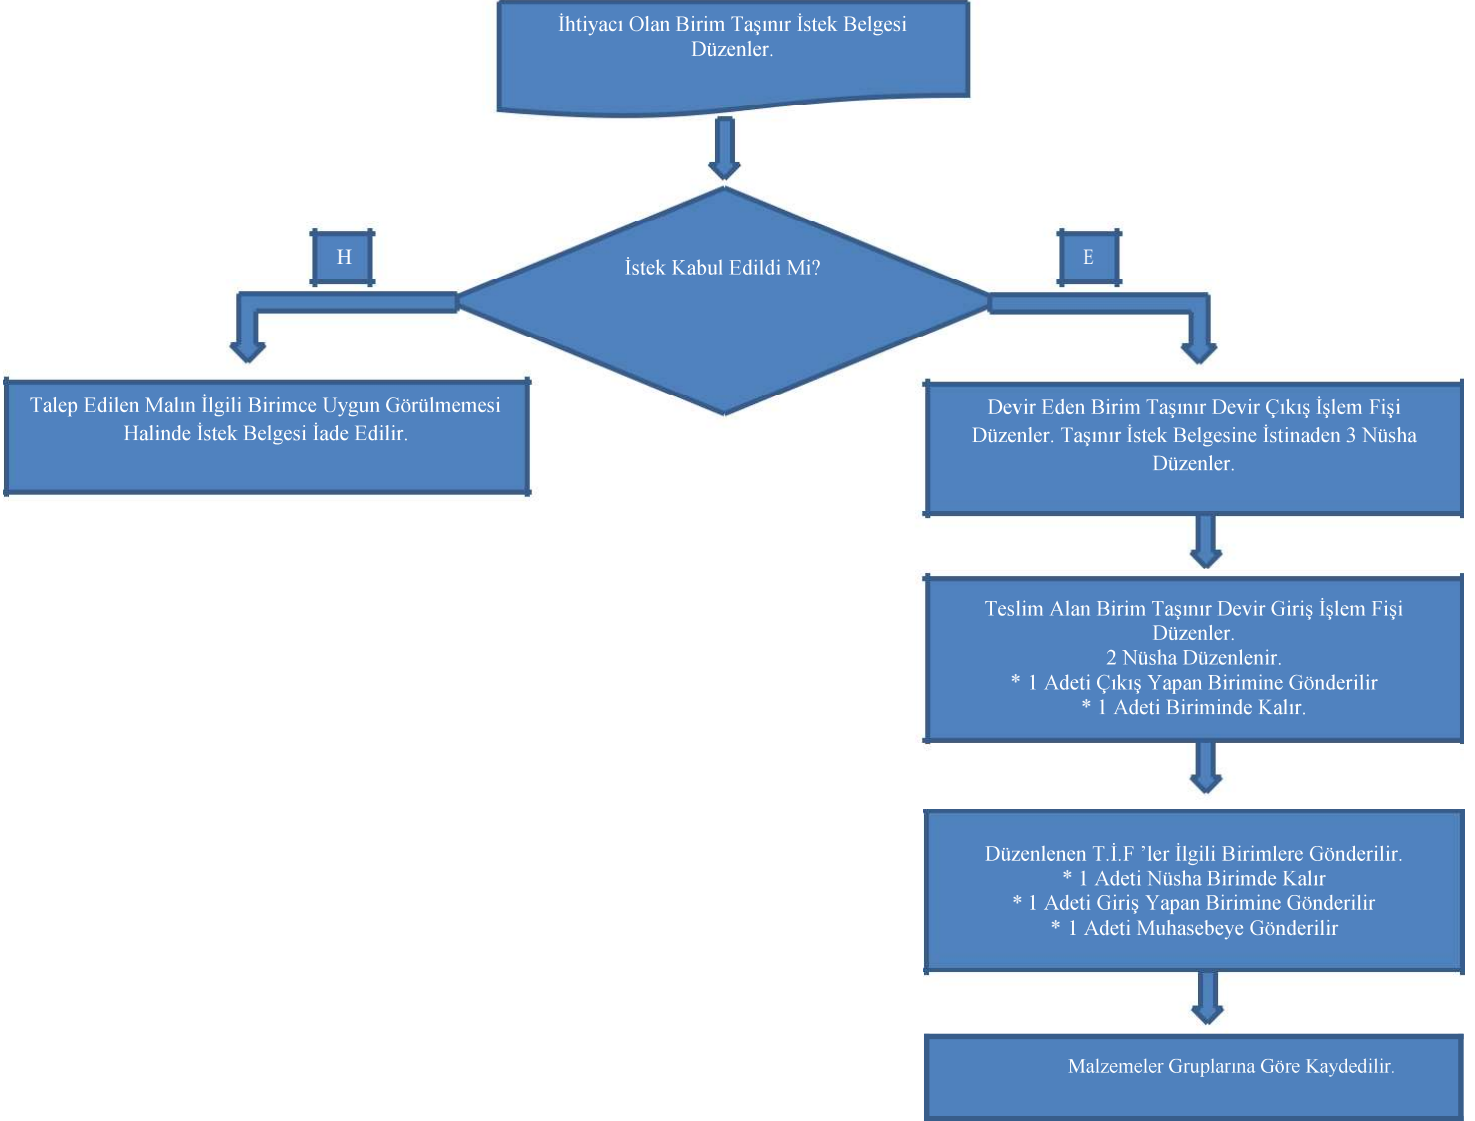 İhtiyacı Olan Birim Taşınır İstek Belgesi
Düzenler.
H
İstek Kabul Edildi Mi?
E
Talep Edilen Malın İlgili Birimce Uygun Görülmemesi
Halinde İstek Belgesi İade Edilir.
Devir Eden Birim Taşınır Devir Çıkış İşlem Fişi
Düzenler. Taşınır İstek Belgesine İstinaden 3 Nüsha
Düzenler.
Teslim Alan Birim Taşınır Devir Giriş İşlem Fişi
Düzenler.
2 Nüsha Düzenlenir.
* 1 Adeti Çıkış Yapan Birimine Gönderilir
* 1 Adeti Biriminde Kalır.
Düzenlenen T.İ.F ’ler İlgili Birimlere Gönderilir.
* 1 Adeti Nüsha Birimde Kalır
* 1 Adeti Giriş Yapan Birimine Gönderilir
* 1 Adeti Muhasebeye Gönderilir
Malzemeler Gruplarına Göre Kaydedilir.